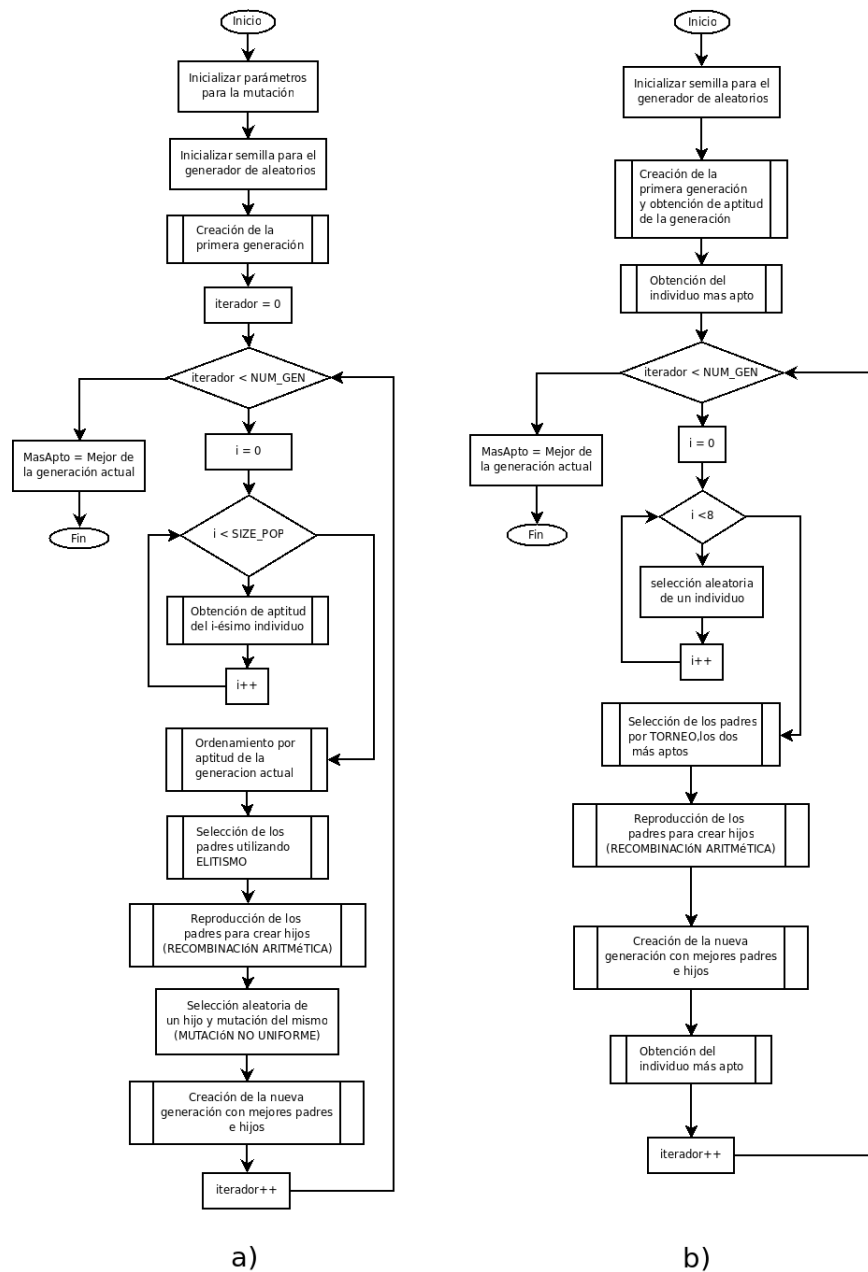 Inicio
Inicializar parámetros
para la mutación
Inicializar semilla para el
generador de aleatorios
Creación de la
primera generación
iterador = 0
iterador < NUM_GEN
MasApto = Mejor de
la generación actual
Fin
i = 0
i < SIZE_POP
Obtención de aptitud
del i-ésimo individuo
i++
Ordenamiento por
aptitud de la
generacion actual
Selección de los
padres utilizando
ELITISMO
Reproducción de los
padres para crear hijos
(RECOMBINACIóN ARITMéTICA)
Selección aleatoria de
un hijo y mutación del mismo
(MUTACIóN NO UNIFORME)
Creación de la nueva
generación con mejores padres
e hijos
iterador++
a)
Inicio
Inicializar semilla para el
generador de aleatorios
Creación de la
primera generación
y obtención de aptitud
de la generación
Obtención del
individuo mas apto
iterador < NUM_GEN
MasApto = Mejor de
la generación actual
Fin
i = 0
i <8
selección aleatoria
de un individuo
i++
Selección de los padres
por TORNEO,los dos
más aptos
Reproducción de los
padres para crear hijos
(RECOMBINACIóN ARITMéTICA)
Creación de la nueva
generación con mejores padres
e hijos
Obtención del
individuo más apto
iterador++
b)